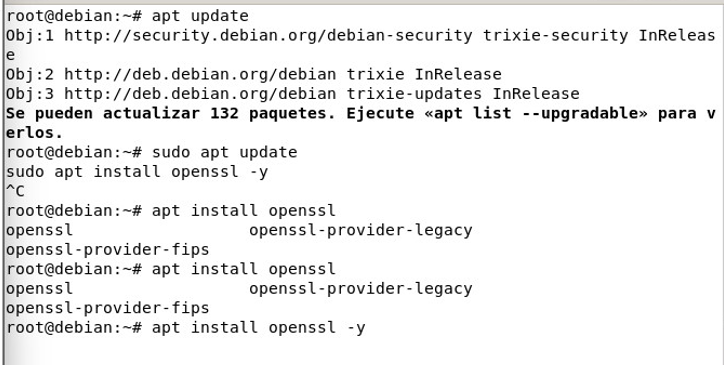 root@debian:~# apt update
Obj:1 http://security.debian.org/debian-security trixie-security InReleas
e
Obj:2 http://deb.debian.org/debian trixie InRelease
Obj:3 http://deb.debian.org/debian trixie-updates InRelease
Se pueden actualizar 132 paquetes. Ejecute «apt list --upgradable» para v
erlos.
root@debian:~# sudo apt update
sudo apt install openssl -y
^C
root@debian:~# apt install openssl
openssl                  openssl-provider-legacy
openssl-provider-fips
root@debian:~# apt install openssl
openssl                  openssl-provider-legacy
openssl-provider-fips
root@debian:~# apt install openssl -y